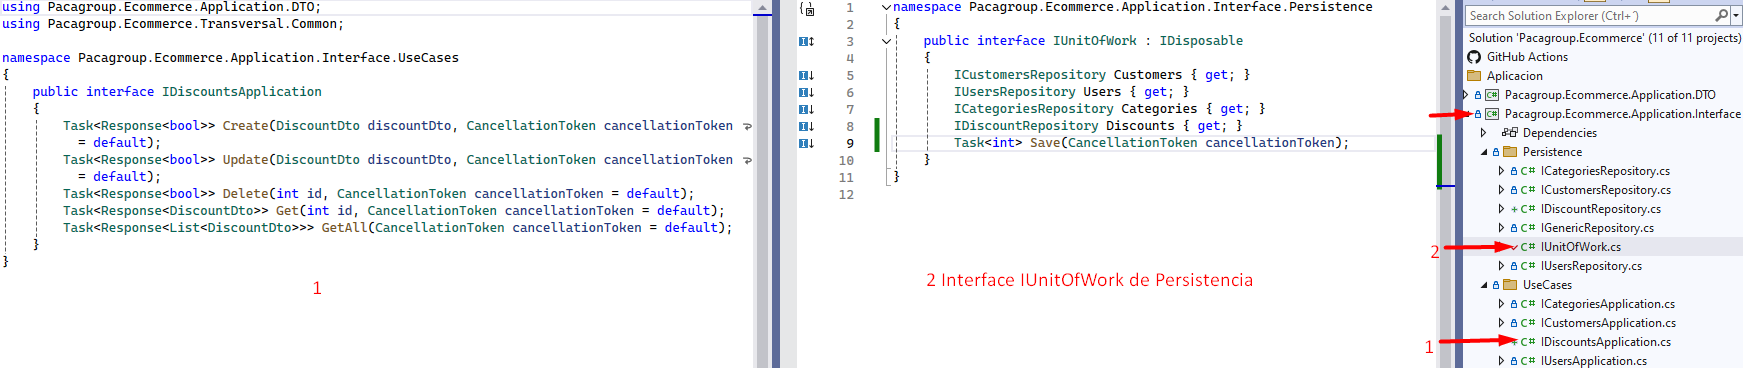 using Pacagroup.Ecommerce.Application.DTO;
using Pacagroup.Ecommerce.Transversal.Common;
namespace Pacagroup.Ecommerce.Application.Interface.UseCases
{
public interface IDiscountsApplication
{
Task<Response<bool>> Create(DiscountDto discountDto, CancellationToken cancellationToken
= default);
Task<Response<bool>> Update(DiscountDto discountDto, CancellationToken cancellationToken
= default);
Task<Response<bool>> Delete(int id, CancellationToken cancellationToken = default);
Task<Response<DiscountDto>> Get(int id, CancellationToken cancellationToken = default);
Task<Response<List<DiscountDto>>> GetAll(CancellationToken cancellationToken = default);
}
}
1
1 namespace Pacagroup.Ecommerce.Application.Interface.Persistence
2 {
3 public interface IUnitOfWork : IDisposable
4 {
5 ICustomersRepository Customers { get; }
6 IUsersRepository Users { get; }
7 ICategoriesRepository Categories { get; }
8 IDiscountRepository Discounts { get; }
9 Task<int> Save(CancellationToken cancellationToken);
10 }
11 }
12
2 Interface IUnitOfWork de Persistencia
Search Solution Explorer (Ctrl+´)
Solution 'Pacagroup.Ecommerce' (11 of 11 projects)
GitHub Actions
Aplicacion
C# Pacagroup.Ecommerce.Application.DTO
C# Pacagroup.Ecommerce.Application.Interface
Dependencies
Persistence
C# ICategoriesRepository.cs
C# ICustomersRepository.cs
+ C# IDiscountRepository.cs
C# IGenericRepository.cs
2 C# IUnitOfWork.cs
C# IUsersRepository.cs
UseCases
C# ICategoriesApplication.cs
C# ICustomersApplication.cs
1 C# IDiscountsApplication.cs
C# IUsersApplication.cs